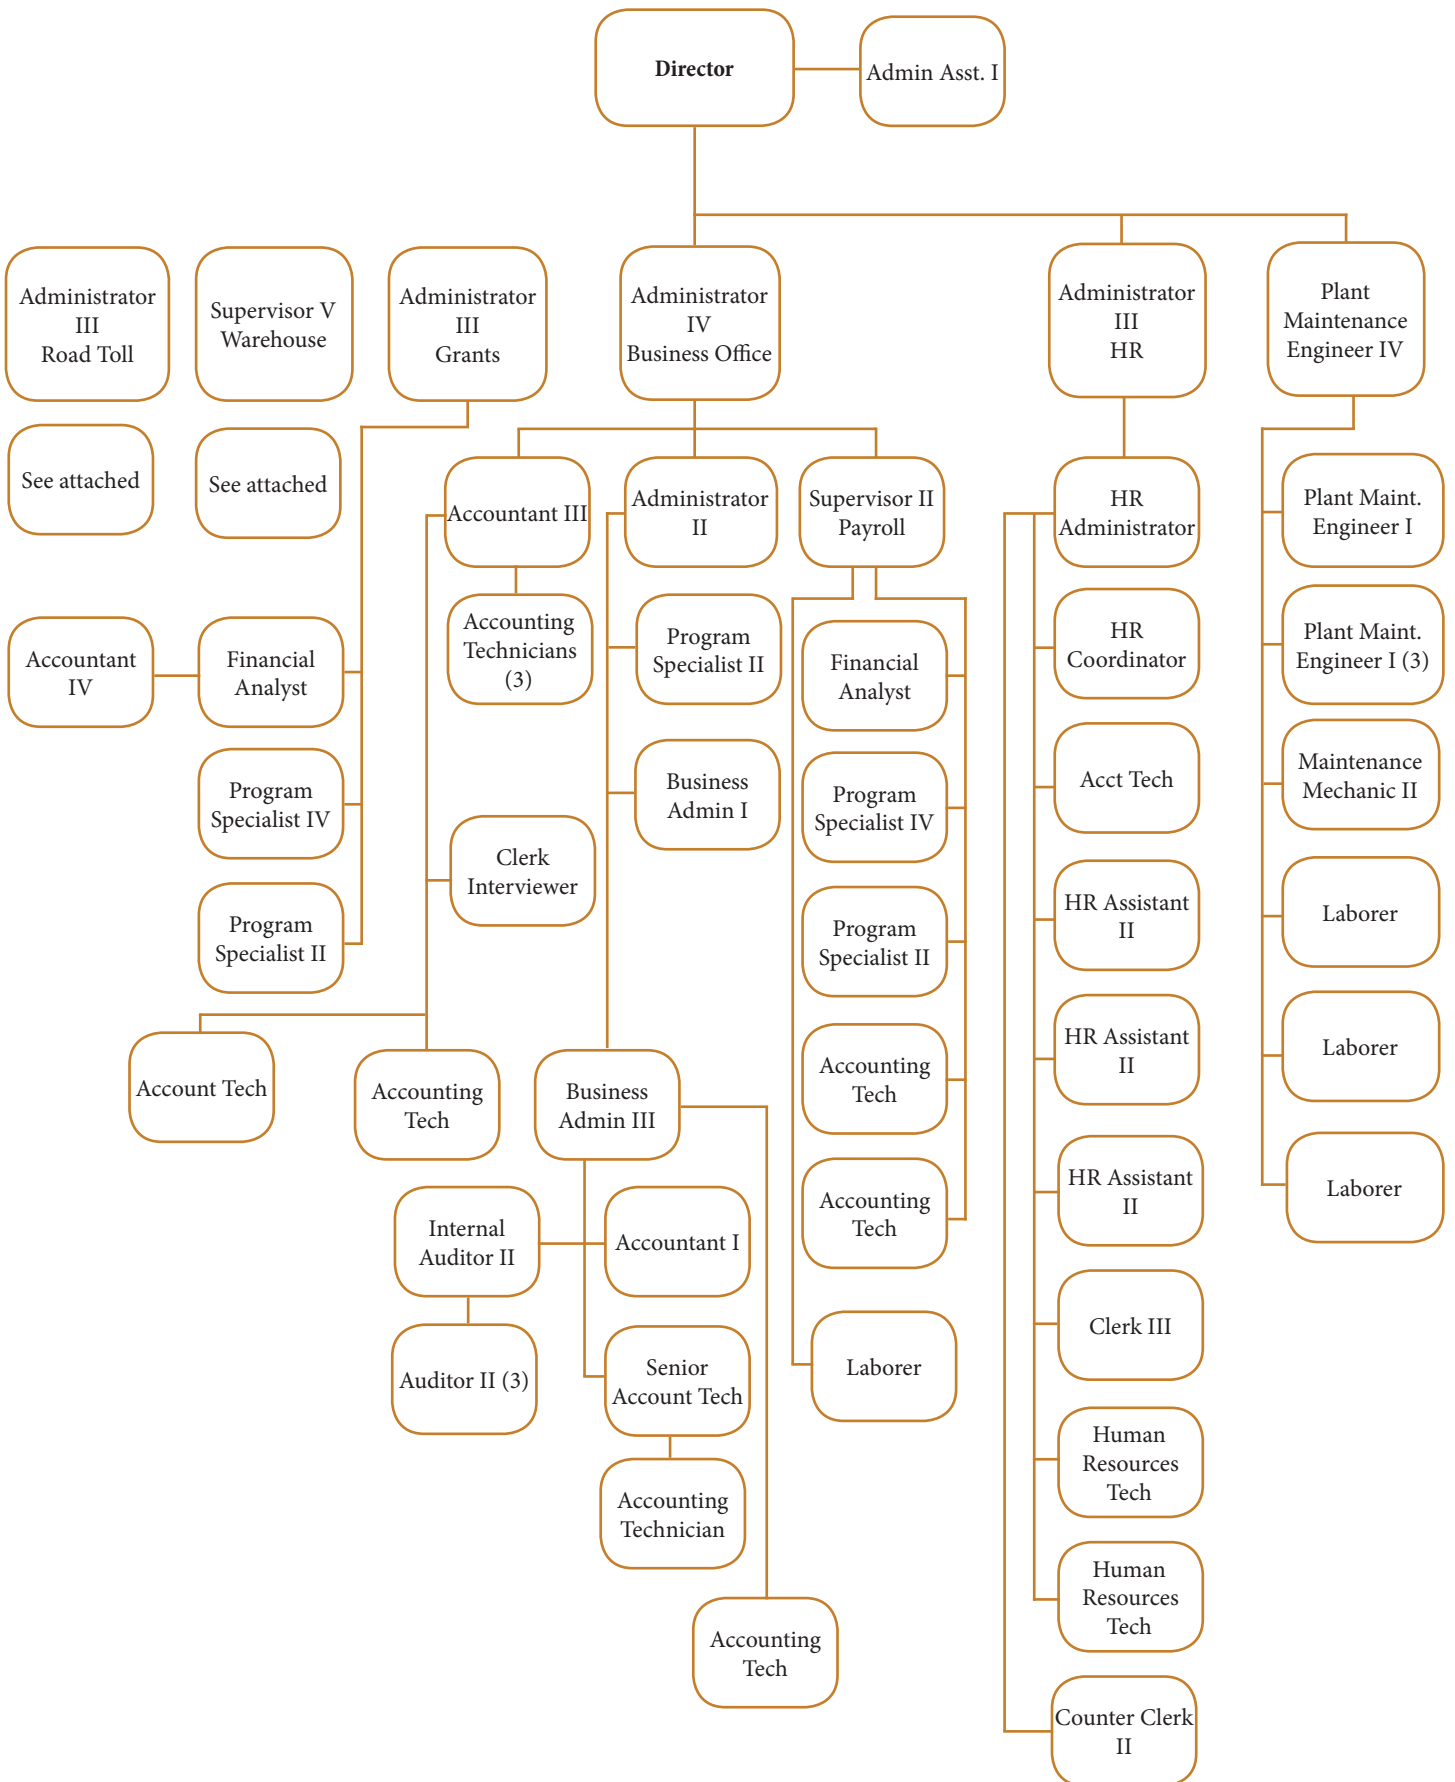 Director
Admin Asst. I
Administrator
III
Road Toll
Supervisor V
Warehouse
Administrator
III
Grants
Administrator
IV
Business Office
Administrator
III
HR
Plant
Maintenance
Engineer IV
See attached
See attached
Accountant III
Administrator
II
Supervisor II
Payroll
HR
Administrator
Plant Maint.
Engineer I
Accountant
IV
Financial
Analyst
Accounting
Technicians
(3)
Program
Specialist II
Financial
Analyst
HR
Coordinator
Plant Maint.
Engineer I (3)
Program
Specialist IV
Business
Admin I
Program
Specialist IV
Acct Tech
Maintenance
Mechanic II
Clerk
Interviewer
Program
Specialist II
Program
Specialist II
HR Assistant
II
Laborer
Account Tech
Accounting
Tech
Business
Admin III
Accounting
Tech
HR Assistant
II
Laborer
Internal
Auditor II
Accountant I
Accounting
Tech
HR Assistant
II
Laborer
Auditor II (3)
Senior
Account Tech
Laborer
Clerk III
Accounting
Technician
Human
Resources
Tech
Accounting
Tech
Human
Resources
Tech
Counter Clerk
II